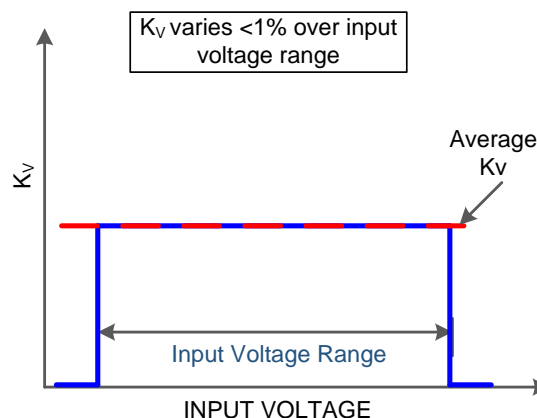 K_V varies <1% over input
voltage range
Average
Kv
K_V
Input Voltage Range
INPUT VOLTAGE